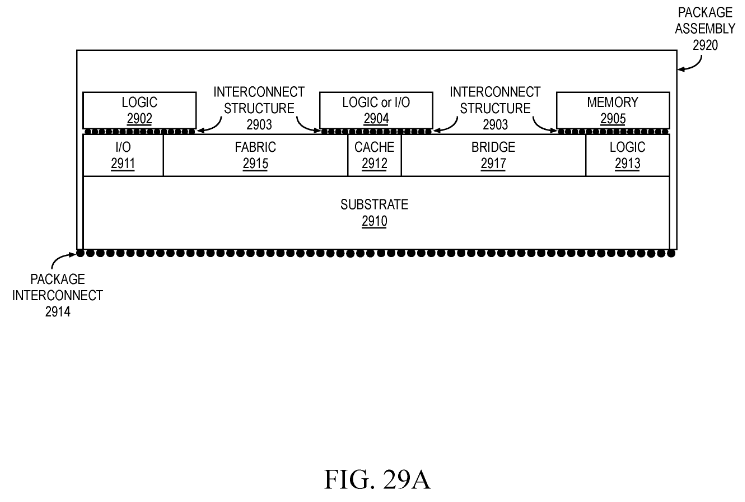 PACKAGE
ASSEMBLY
2920
LOGIC
2902
INTERCONNECT
STRUCTURE
2903
LOGIC or I/O
2904
INTERCONNECT
STRUCTURE
2903
MEMORY
2905
I/O
2911
FABRIC
2915
CACHE
2912
BRIDGE
2917
LOGIC
2913
SUBSTRATE
2910
PACKAGE
INTERCONNECT
2914
FIG. 29A